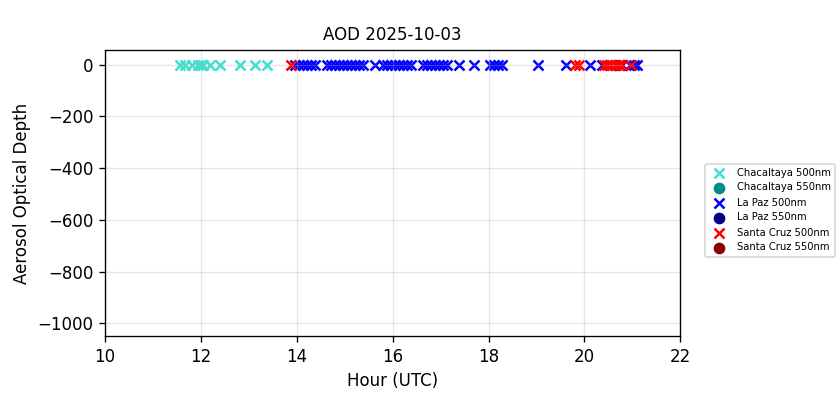 AOD 2025-10-03
Aerosol Optical Depth
0
−200
−400
−600
−800
−1000
10 12 14 16 18 20 22
Hour (UTC)
Chacaltaya 500nm
Chacaltaya 550nm
La Paz 500nm
La Paz 550nm
Santa Cruz 500nm
Santa Cruz 550nm